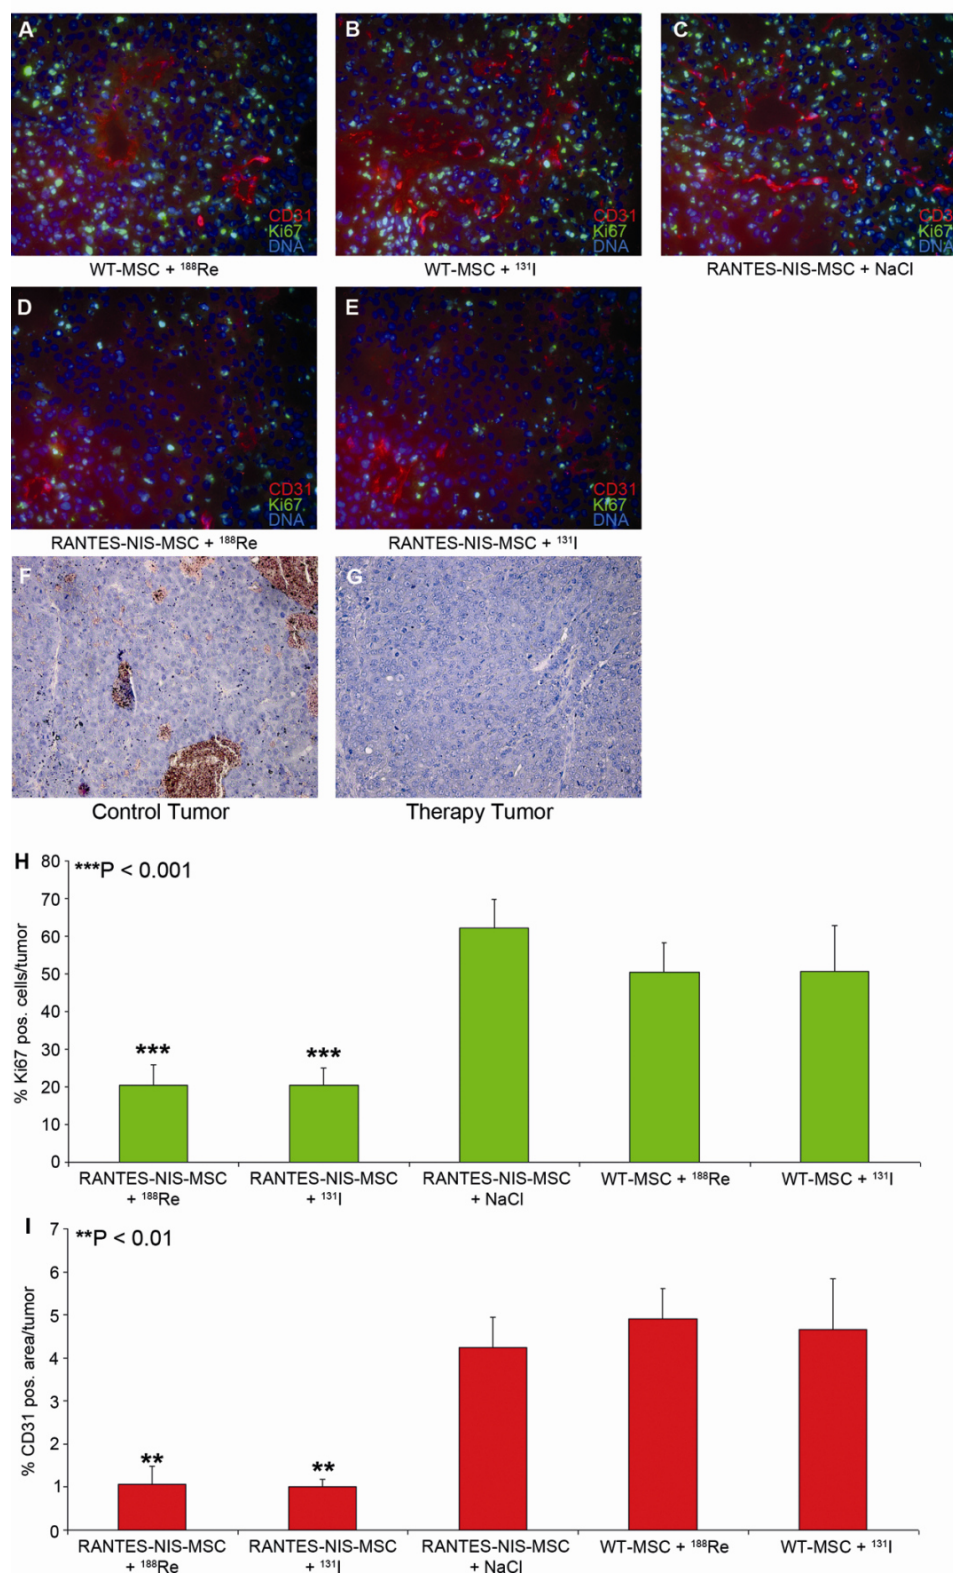 A
CD31
Ki67
DNA
WT-MSC + ¹⁸⁸Re
B
CD31
Ki67
DNA
WT-MSC + ¹³¹I
C
CD3
Ki67
DNA
RANTES-NIS-MSC + NaCl
D
CD31
Ki67
DNA
RANTES-NIS-MSC + ¹⁸⁸Re
E
CD31
Ki67
DNA
RANTES-NIS-MSC + ¹³¹I
F
Control Tumor
G
Therapy Tumor
H
***P < 0.001
% Ki67 pos. cells/tumor
80
70
60
50
40
30
20
10
0
***
***
RANTES-NIS-MSC
+ ¹⁸⁸Re
RANTES-NIS-MSC
+ ¹³¹I
RANTES-NIS-MSC
+ NaCl
WT-MSC + ¹⁸⁸Re
WT-MSC + ¹³¹I
I
**P < 0.01
% CD31 pos. area/tumor
7
6
5
4
3
2
1
0
**
**
RANTES-NIS-MSC
+ ¹⁸⁸Re
RANTES-NIS-MSC
+ ¹³¹I
RANTES-NIS-MSC
+ NaCl
WT-MSC + ¹⁸⁸Re
WT-MSC + ¹³¹I